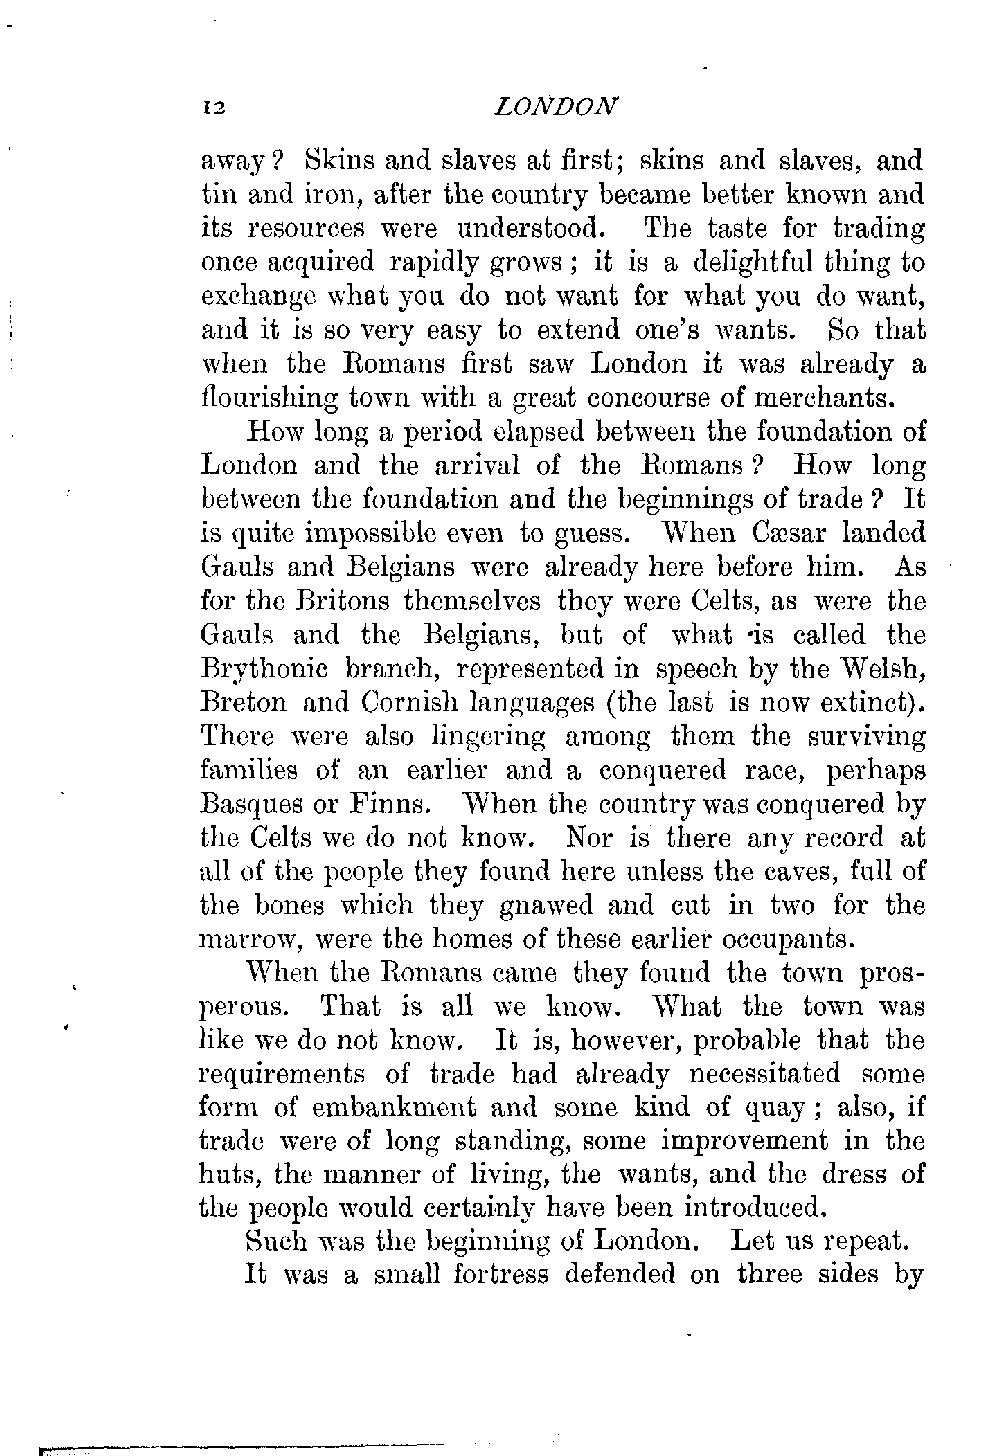 12 LONDON
away? Skins and slaves at first; skins and slaves, and
tin and iron, after the country became better known and
its resources were understood. The taste for trading
once acquired rapidly grows; it is a delightful thing to
exchange what you do not want for what you do want,
and it is so very easy to extend one's wants. So that
when the Romans first saw London it was already a
flourishing town with a great concourse of merchants.
How long a period elapsed between the foundation of
London and the arrival of the Romans? How long
between the foundation and the beginnings of trade? It
is quite impossible even to guess. When Cæsar landed
Gauls and Belgians were already here before him. As
for the Britons themselves they were Celts, as were the
Gauls and the Belgians, but of what is called the
Brythonic branch, represented in speech by the Welsh,
Breton and Cornish languages (the last is now extinct).
There were also lingering among them the surviving
families of an earlier and a conquered race, perhaps
Basques or Finns. When the country was conquered by
the Celts we do not know. Nor is there any record at
all of the people they found here unless the caves, full of
the bones which they gnawed and cut in two for the
marrow, were the homes of these earlier occupants.
When the Romans came they found the town pros-
perous. That is all we know. What the town was
like we do not know. It is, however, probable that the
requirements of trade had already necessitated some
form of embankment and some kind of quay; also, if
trade were of long standing, some improvement in the
huts, the manner of living, the wants, and the dress of
the people would certainly have been introduced.
Such was the beginning of London. Let us repeat.
It was a small fortress defended on three sides by